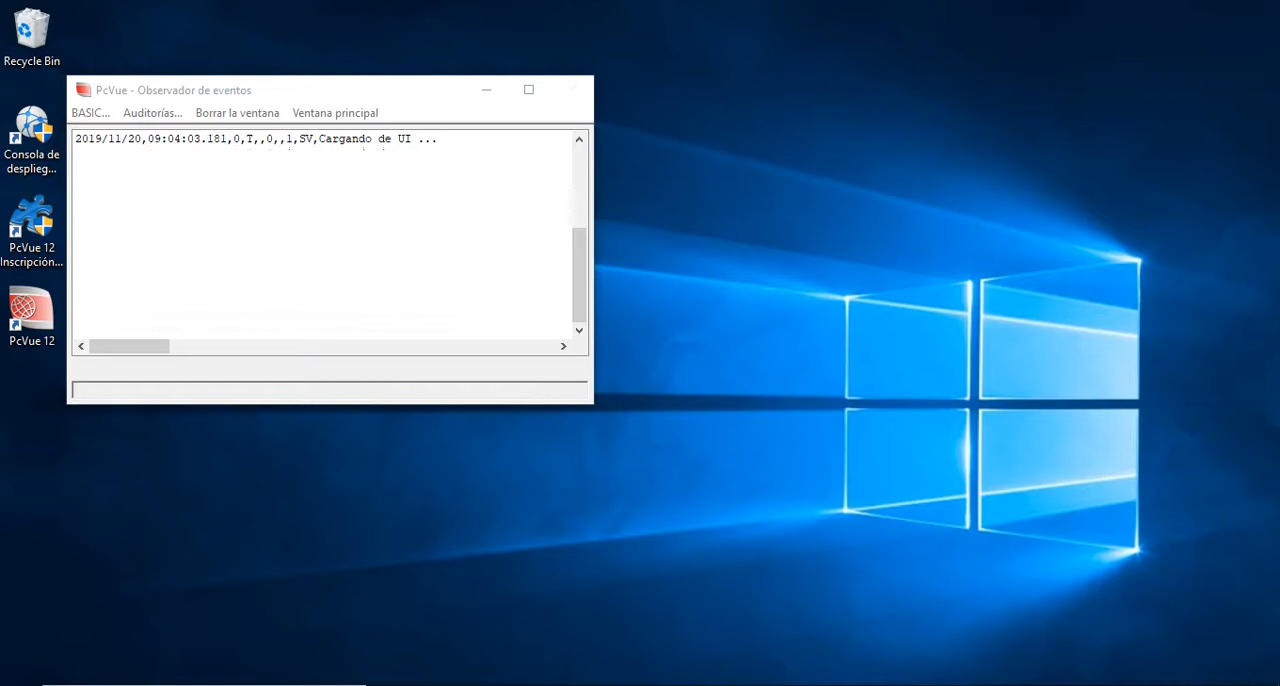 Recycle Bin
Consola de
desplieg...
PcVue 12
Inscripción...
PcVue 12
PcVue - Observador de eventos
BASIC... Auditorías... Borrar la ventana Ventana principal
2019/11/20,09:04:03.181,0,T,,0,,1,SV,Cargando de UI ...